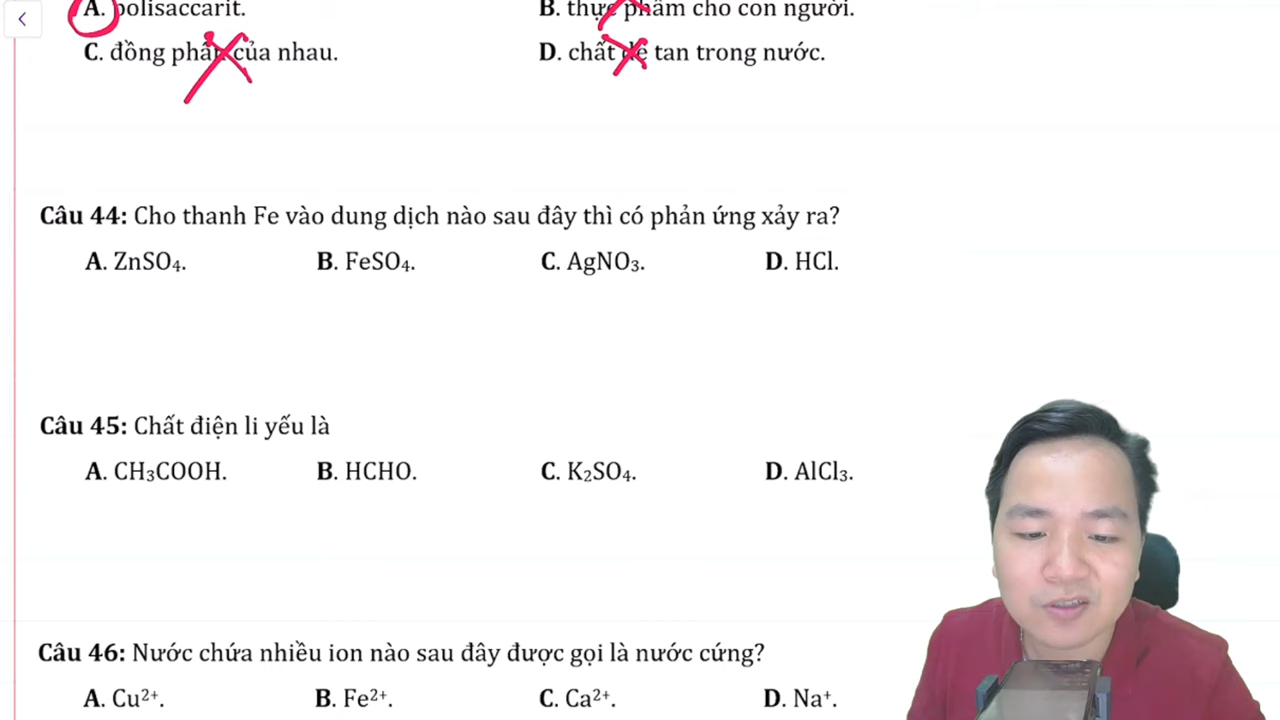 A. polisaccarit. B. thực phẩm cho con người.
C. đồng phân của nhau. D. chất dễ tan trong nước.
Câu 44: Cho thanh Fe vào dung dịch nào sau đây thì có phản ứng xảy ra?
A. ZnSO₄. B. FeSO₄. C. AgNO₃. D. HCl.
Câu 45: Chất điện li yếu là
A. CH₃COOH. B. HCHO. C. K₂SO₄. D. AlCl₃.
Câu 46: Nước chứa nhiều ion nào sau đây được gọi là nước cứng?
A. Cu²⁺. B. Fe²⁺. C. Ca²⁺. D. Na⁺.